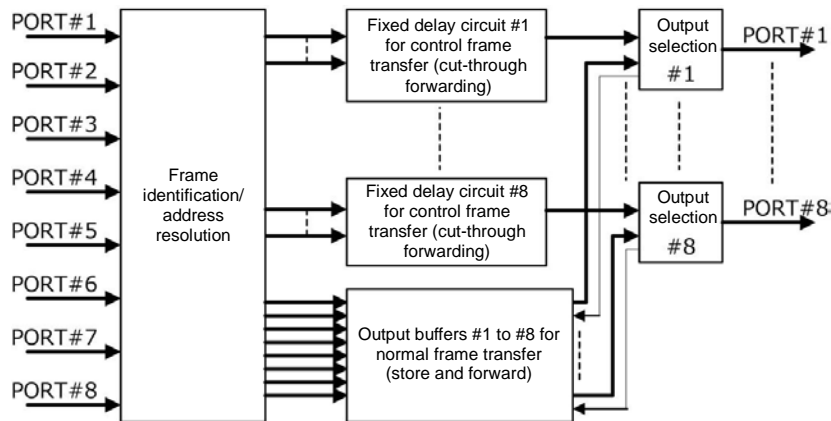 PORT#1
PORT#2
PORT#3
PORT#4
PORT#5
PORT#6
PORT#7
PORT#8
Frame
identification/
address
resolution
Fixed delay circuit #1
for control frame
transfer (cut-through
forwarding)
Fixed delay circuit #8
for control frame
transfer (cut-through
forwarding)
Output buffers #1 to #8 for
normal frame transfer
(store and forward)
Output
selection
#1
PORT#1
Output
selection
#8
PORT#8